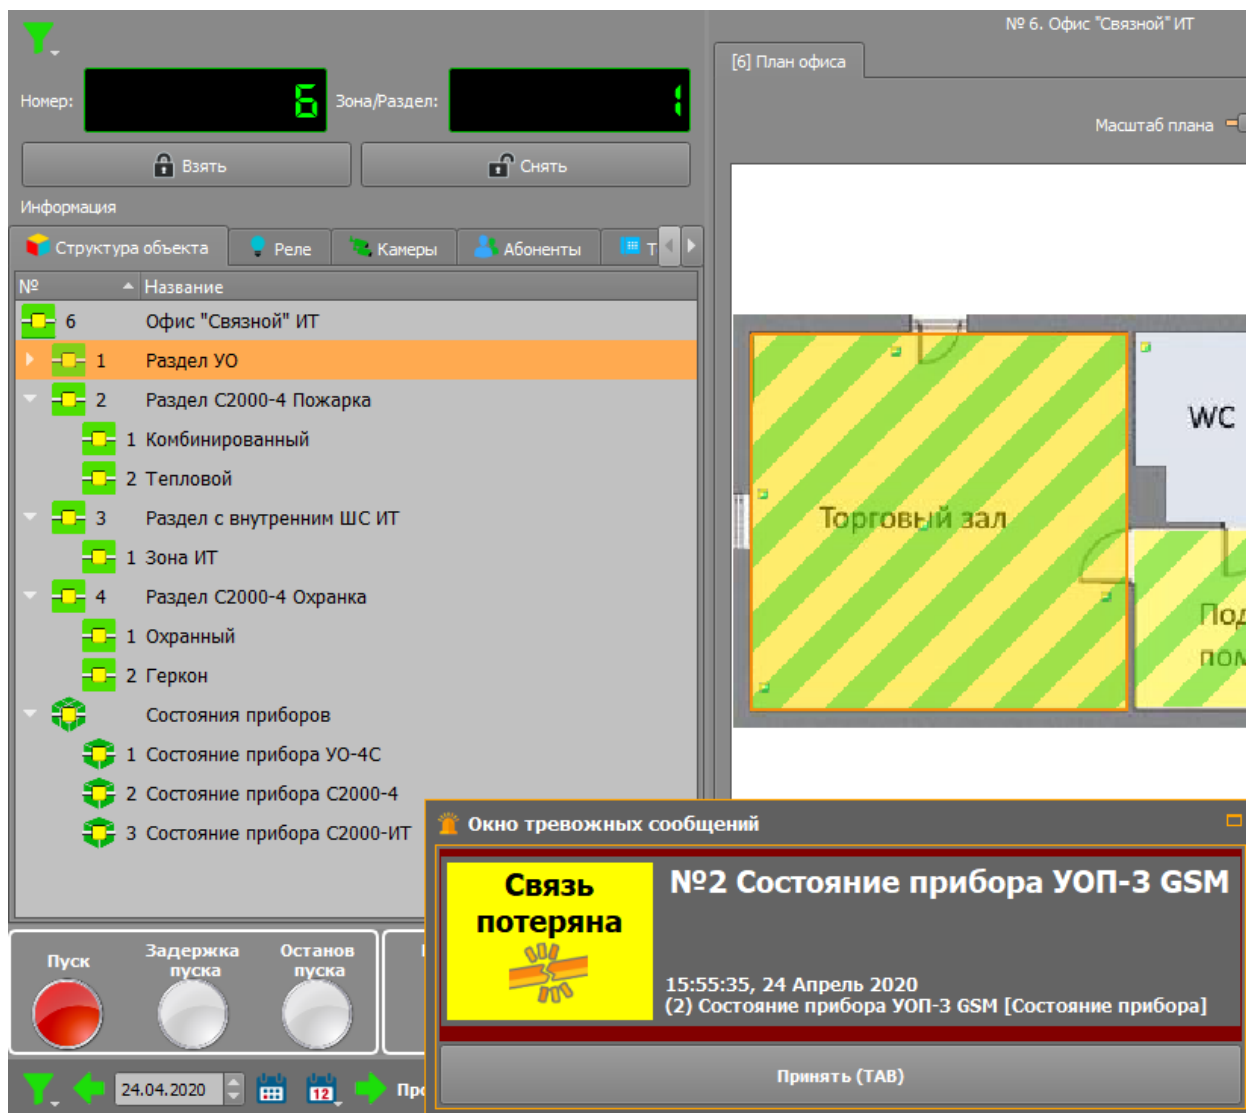 № 6. Офис "Связной" ИТ
[6] План офиса
Номер: 6 Зона/Раздел: 1
Масштаб плана
Взять Снять
Информация
Структура объекта Реле Камеры Абоненты Т
№ Название
6 Офис "Связной" ИТ
1 Раздел УО
2 Раздел С2000-4 Пожарка
1 Комбинированный
2 Тепловой
3 Раздел с внутренним ШС ИТ
1 Зона ИТ
4 Раздел С2000-4 Охранка
1 Охранный
2 Геркон
Состояния приборов
1 Состояние прибора УО-4С
2 Состояние прибора С2000-4
3 Состояние прибора С2000-ИТ
WC
Торговый зал
Под
пом
Окно тревожных сообщений
Связь
потеряна
№2 Состояние прибора УОП-3 GSM
15:55:35, 24 Апрель 2020
(2) Состояние прибора УОП-3 GSM [Состояние прибора]
Принять (TAB)
Пуск
Задержка
пуска
Останов
пуска
24.04.2020 12 Про